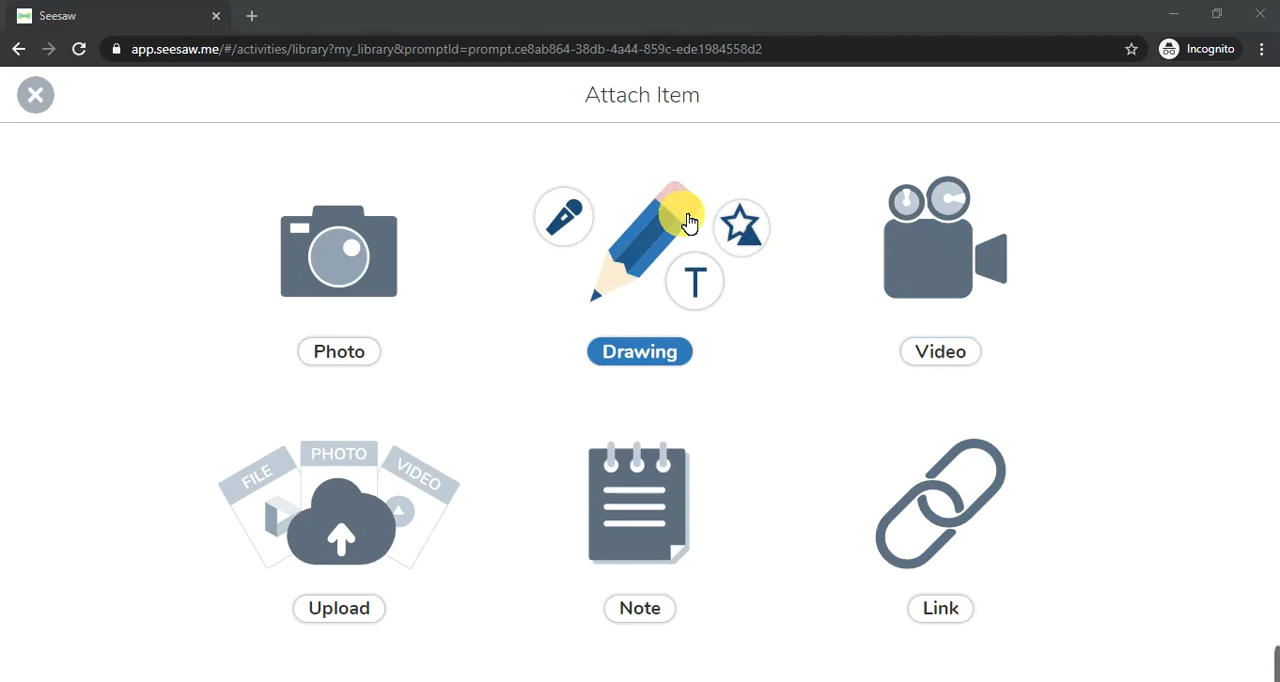 Seesaw
app.seesaw.me/#/activities/library?my_library&promptId=prompt.ce8ab864-38db-4a44-859c-ede1984558d2
Incognito
Attach Item
T
Photo
Drawing
Video
FILE
PHOTO
VIDEO
Upload
Note
Link